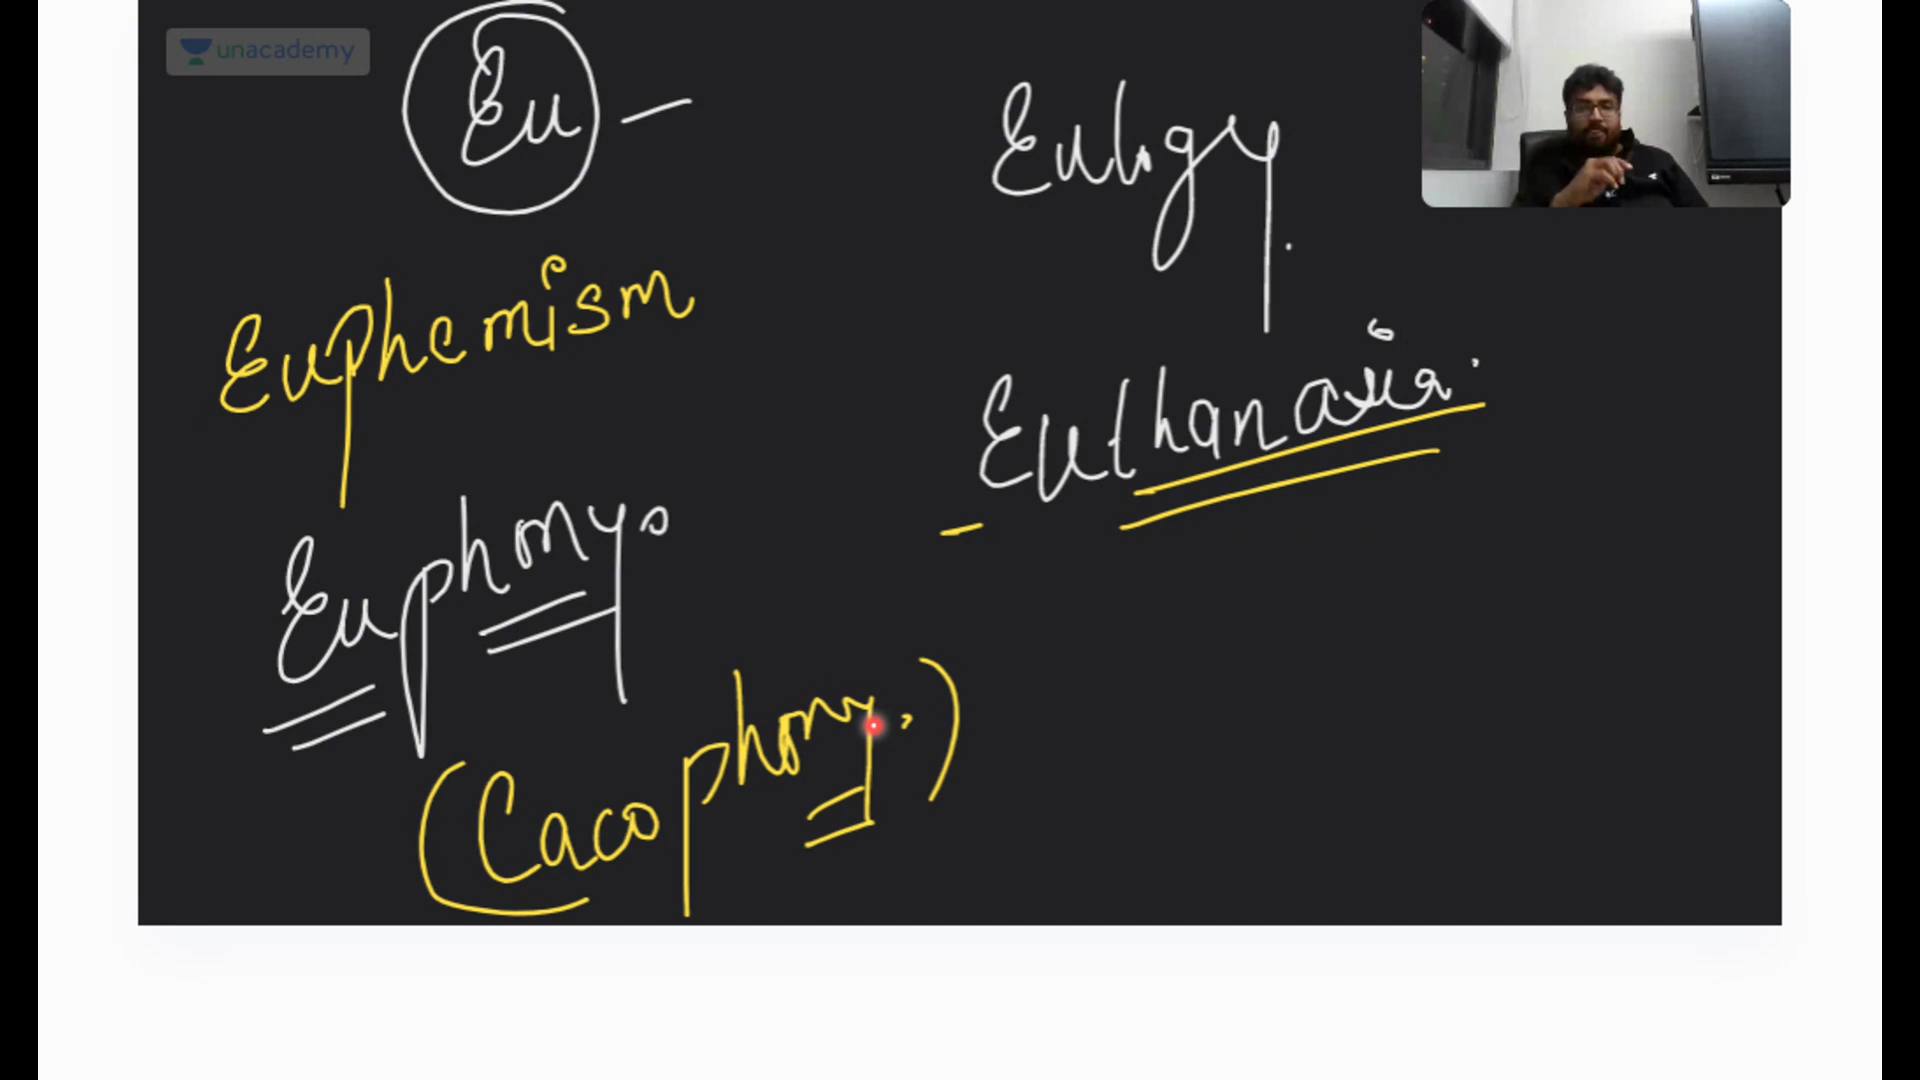 unacademy
Eu -
Eulogy.
Euphemism
Euthanasia.
Euphony.
(Cacophony.)